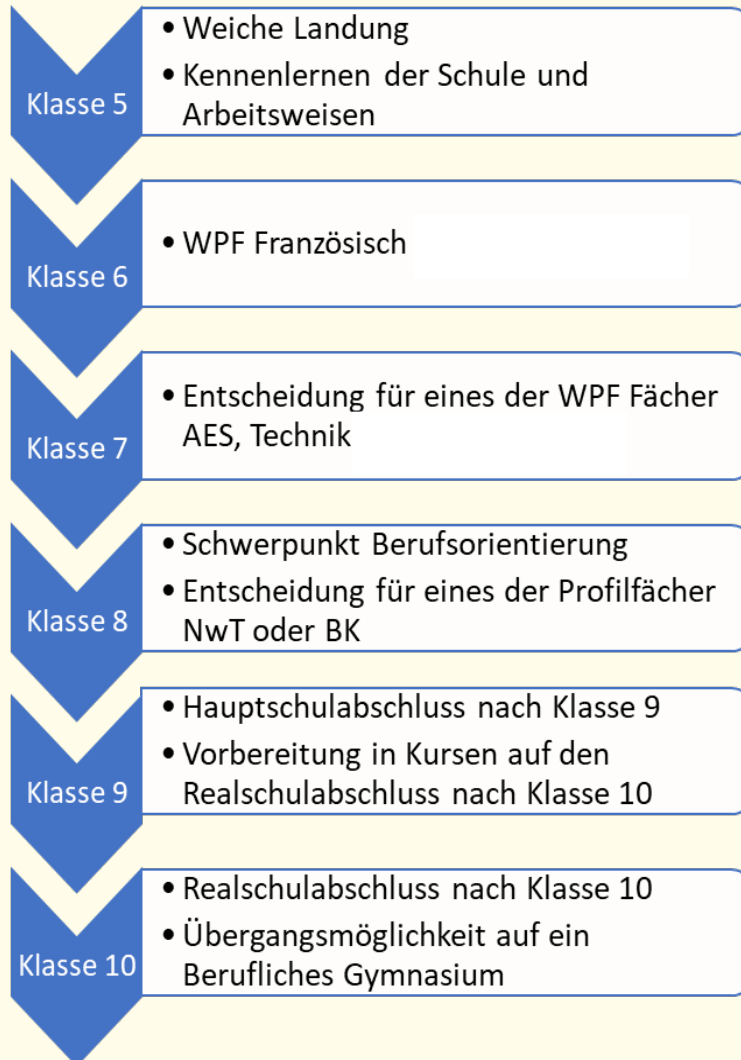 Klasse 5
• Weiche Landung
• Kennenlernen der Schule und
Arbeitsweisen
Klasse 6
• WPF Französisch
Klasse 7
• Entscheidung für eines der WPF Fächer
AES, Technik
Klasse 8
• Schwerpunkt Berufsorientierung
• Entscheidung für eines der Profilfächer
NwT oder BK
Klasse 9
• Hauptschulabschluss nach Klasse 9
• Vorbereitung in Kursen auf den
Realschulabschluss nach Klasse 10
Klasse 10
• Realschulabschluss nach Klasse 10
• Übergangsmöglichkeit auf ein
Berufliches Gymnasium